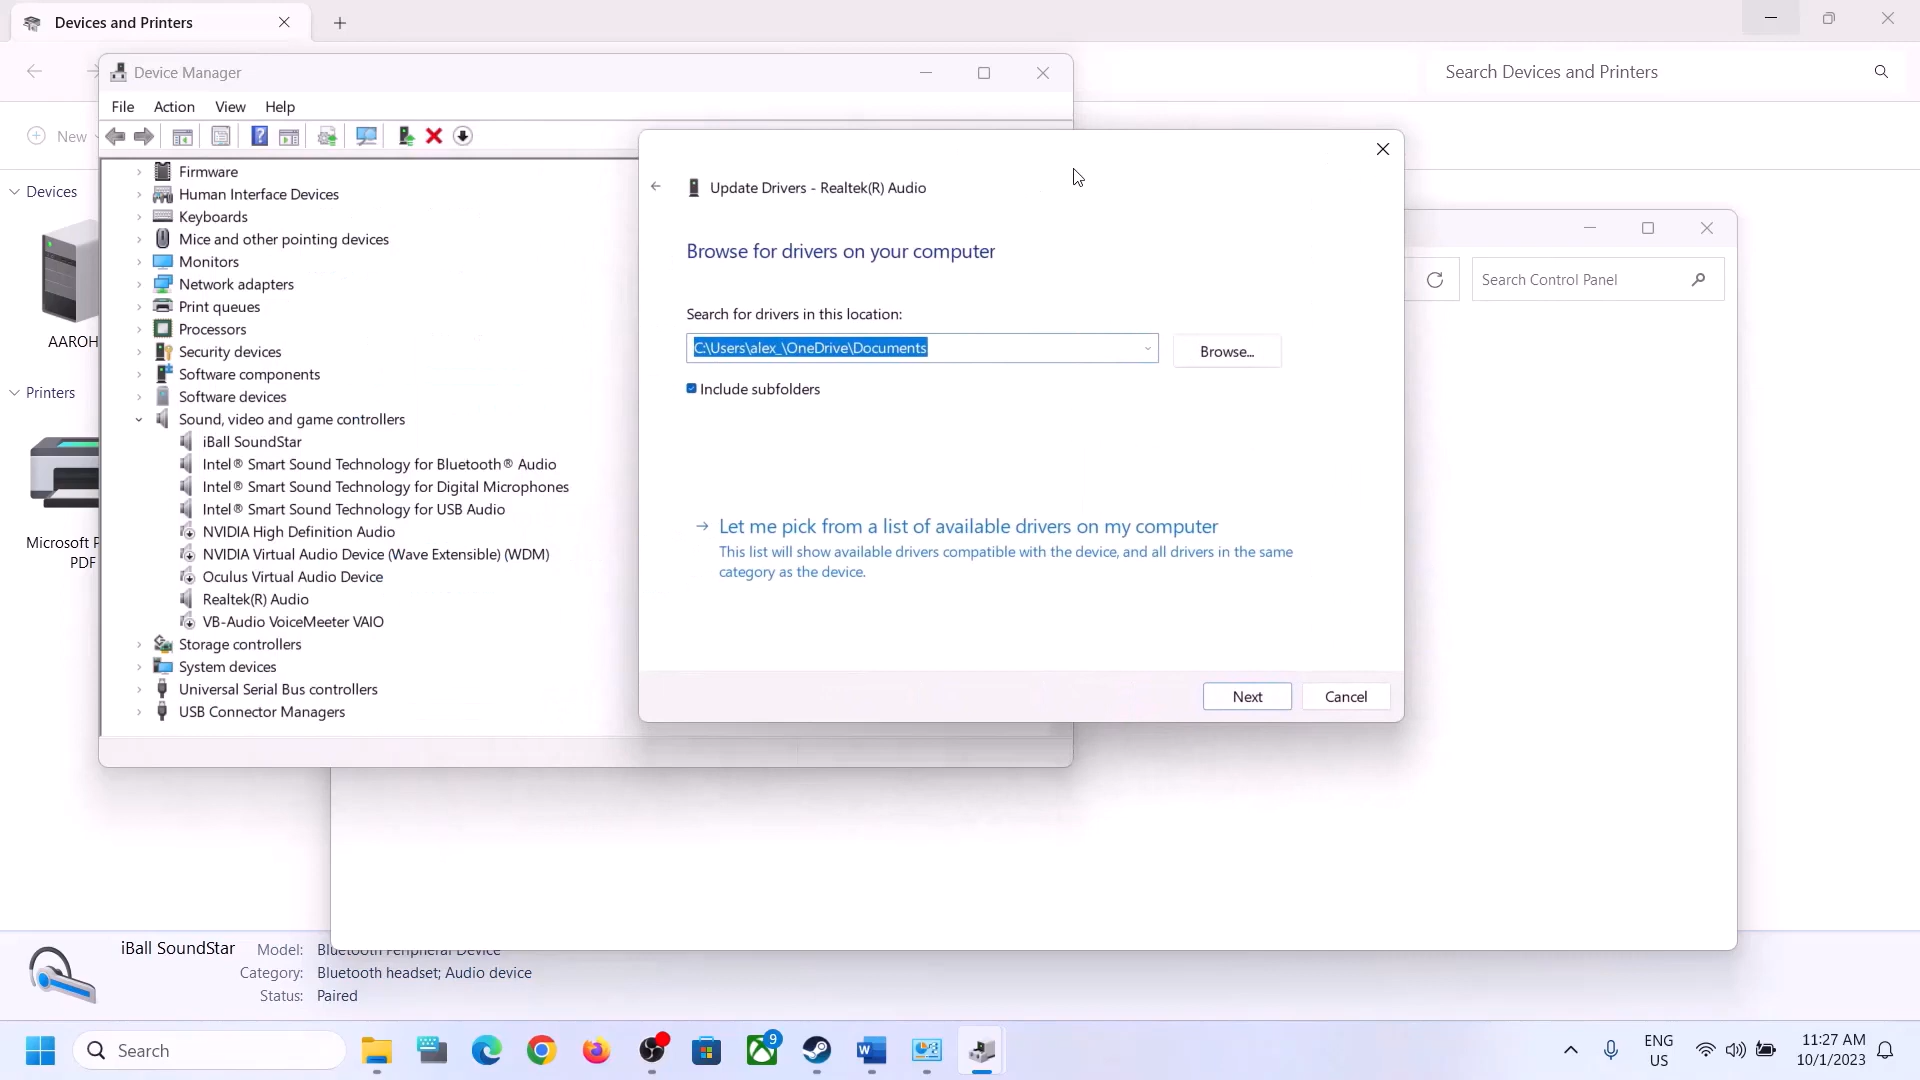 Devices and Printers
Search Devices and Printers
Device Manager
File Action View Help
New
Devices
AAROH
Printers
Microsoft P
PDF
Firmware
Human Interface Devices
Keyboards
Mice and other pointing devices
Monitors
Network adapters
Print queues
Processors
Security devices
Software components
Software devices
Sound, video and game controllers
iBall SoundStar
Intel® Smart Sound Technology for Bluetooth® Audio
Intel® Smart Sound Technology for Digital Microphones
Intel® Smart Sound Technology for USB Audio
NVIDIA High Definition Audio
NVIDIA Virtual Audio Device (Wave Extensible) (WDM)
Oculus Virtual Audio Device
Realtek(R) Audio
VB-Audio VoiceMeeter VAIO
Storage controllers
System devices
Universal Serial Bus controllers
USB Connector Managers
Update Drivers - Realtek(R) Audio
Browse for drivers on your computer
Search for drivers in this location:
C:\Users\alex_\OneDrive\Documents
Browse...
Include subfolders
Let me pick from a list of available drivers on my computer
This list will show available drivers compatible with the device, and all drivers in the same
category as the device.
Next
Cancel
Search Control Panel
iBall SoundStar
Model: Bluetooth Peripheral Device
Category: Bluetooth headset; Audio device
Status: Paired
Search
9
ENG
US
11:27 AM
10/1/2023